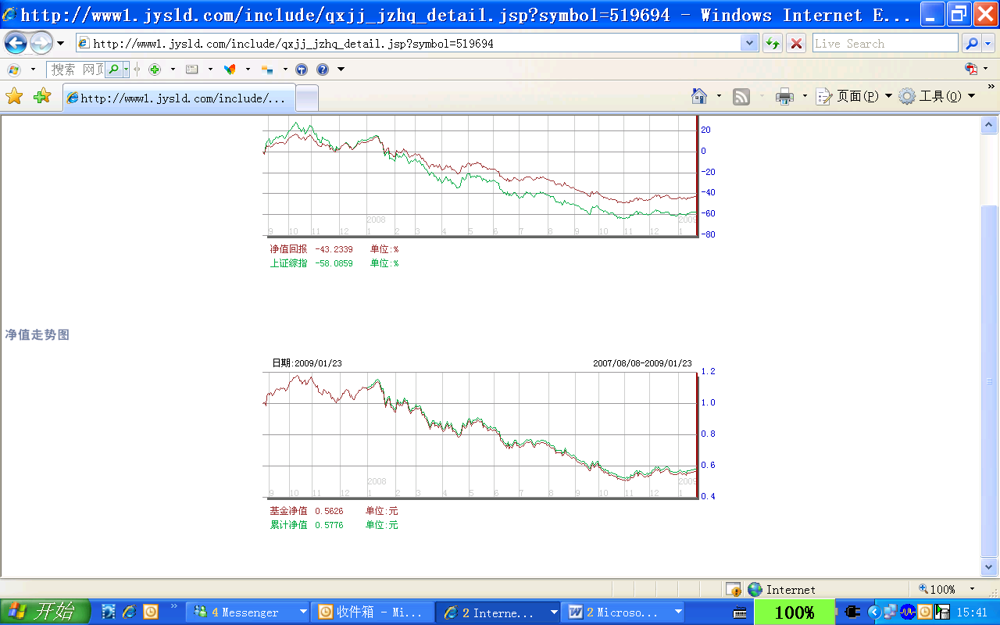 http://www1.jysld.com/include/qxjj_jzhq_detail.jsp?symbol=519694 - Windows Internet E...
http://www1.jysld.com/include/qxjj_jzhq_detail.jsp?symbol=519694
Live Search
搜索 网页
http://www1.jysld.com/include/...
页面(P)
工具(O)
20
0
-20
-40
-60
-80
2008
2009
9 10 11 12 1 2 3 4 5 6 7 8 9 10 11 12 1
净值回报 -43.2339 单位:%
上证综指 -58.0859 单位:%
净值走势图
日期:2009/01/23 2007/08/08-2009/01/23
1.2
1.0
0.8
0.6
0.4
2008
2009
9 10 11 12 1 2 3 4 5 6 7 8 9 10 11 12 1
基金净值 0.5626 单位:元
累计净值 0.5776 单位:元
Internet
100%
开始
4 Messenger
收件箱 - Mi...
2 Interne...
2 Microso...
100%
15:41